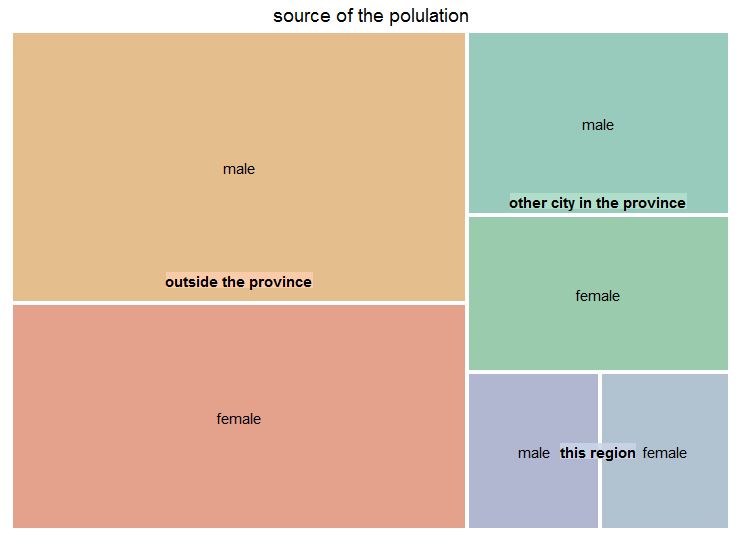 source of the polulation
male
outside the province
female
male
other city in the province
female
male
this region
female